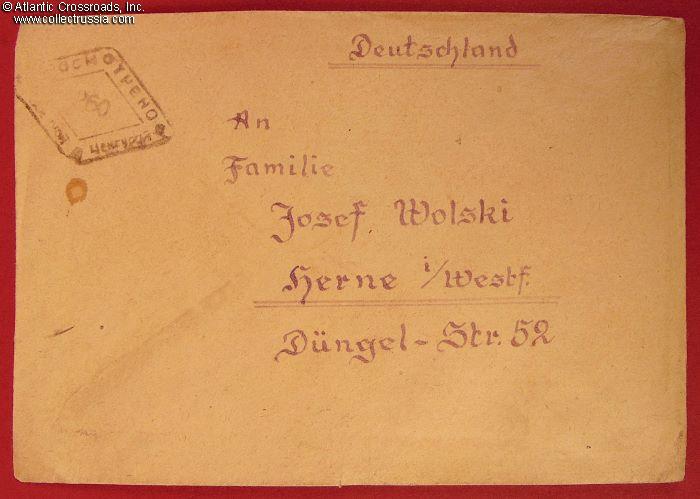 © Atlantic Crossroads, Inc.
www.collectrussia.com
Deutschland
ОСМОТРЕНО
An
Familie
Josef Wolski
Herne i/Westf.
Düngel-Str. 52